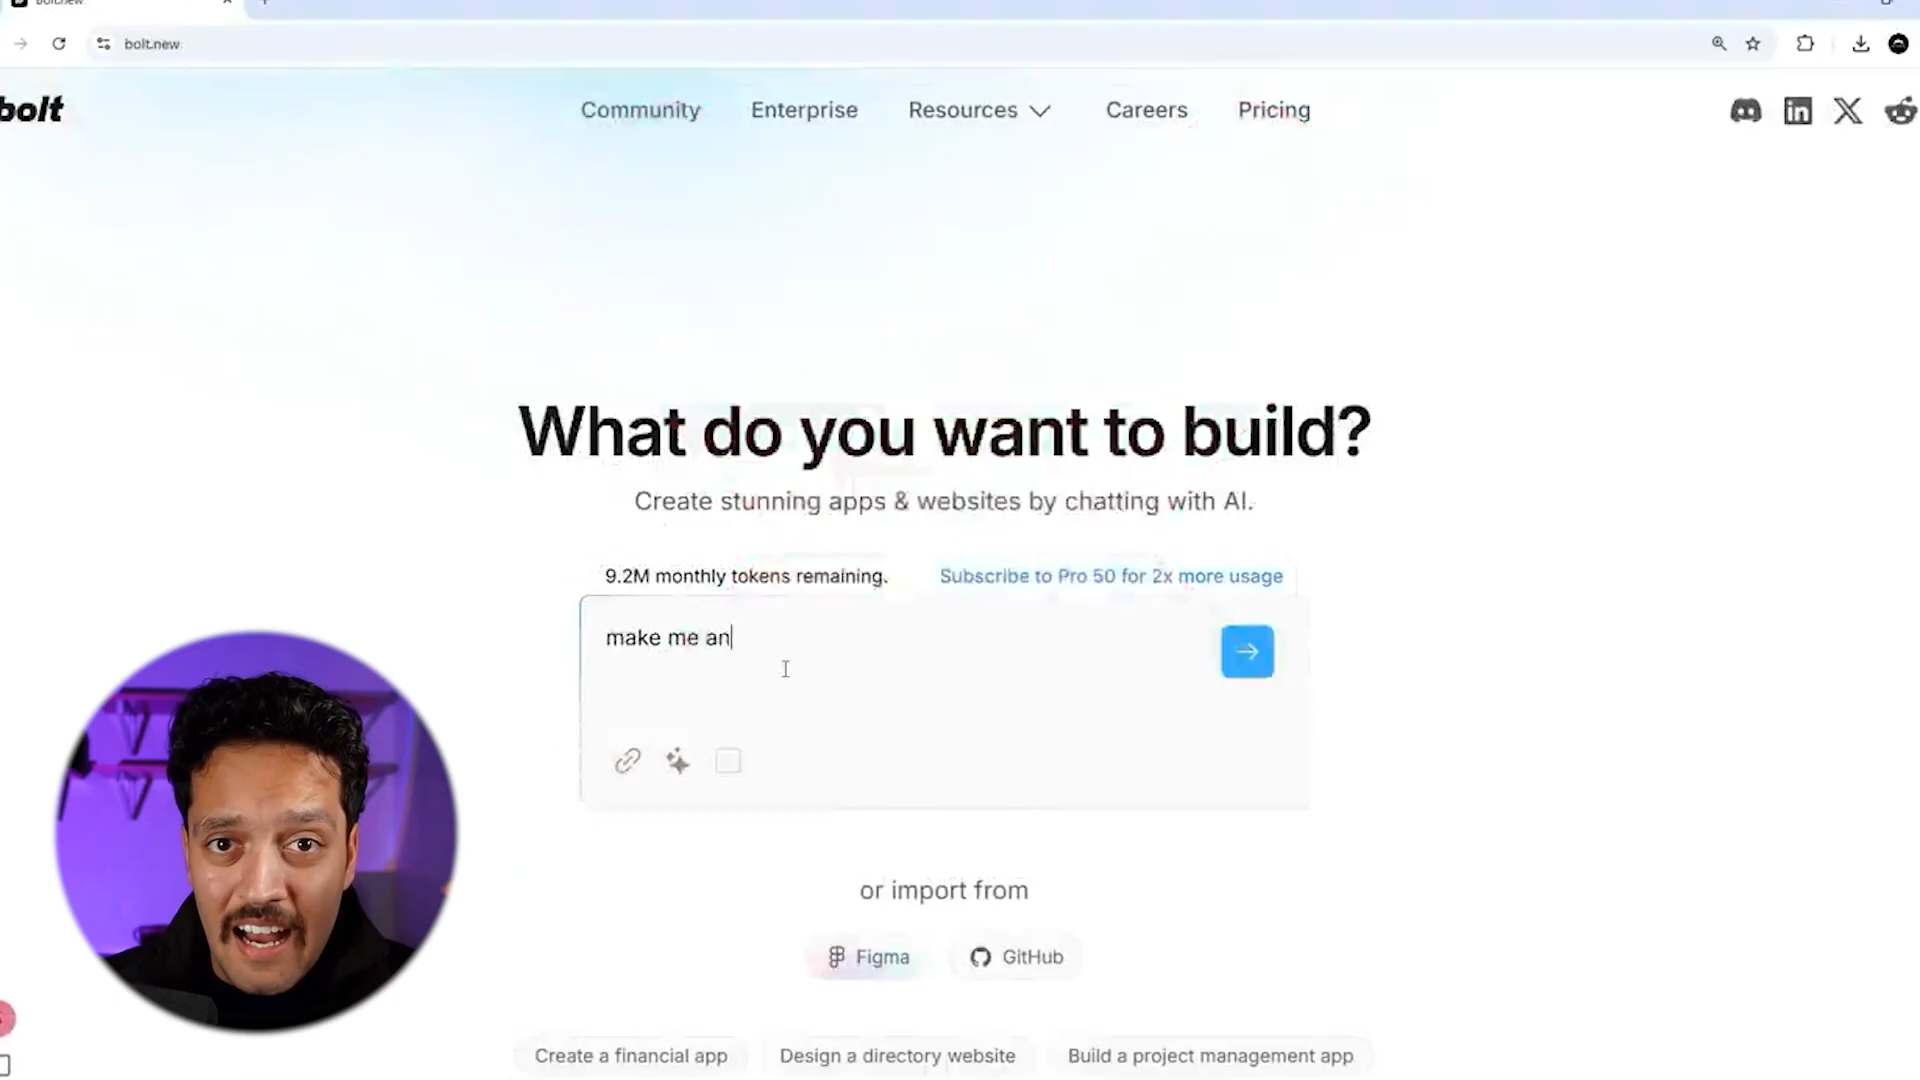 bolt.new
bolt
Community
Enterprise
Resources
Careers
Pricing
What do you want to build?
Create stunning apps & websites by chatting with AI.
9.2M monthly tokens remaining.
Subscribe to Pro 50 for 2x more usage
make me an
or import from
Figma
GitHub
Create a financial app
Design a directory website
Build a project management app